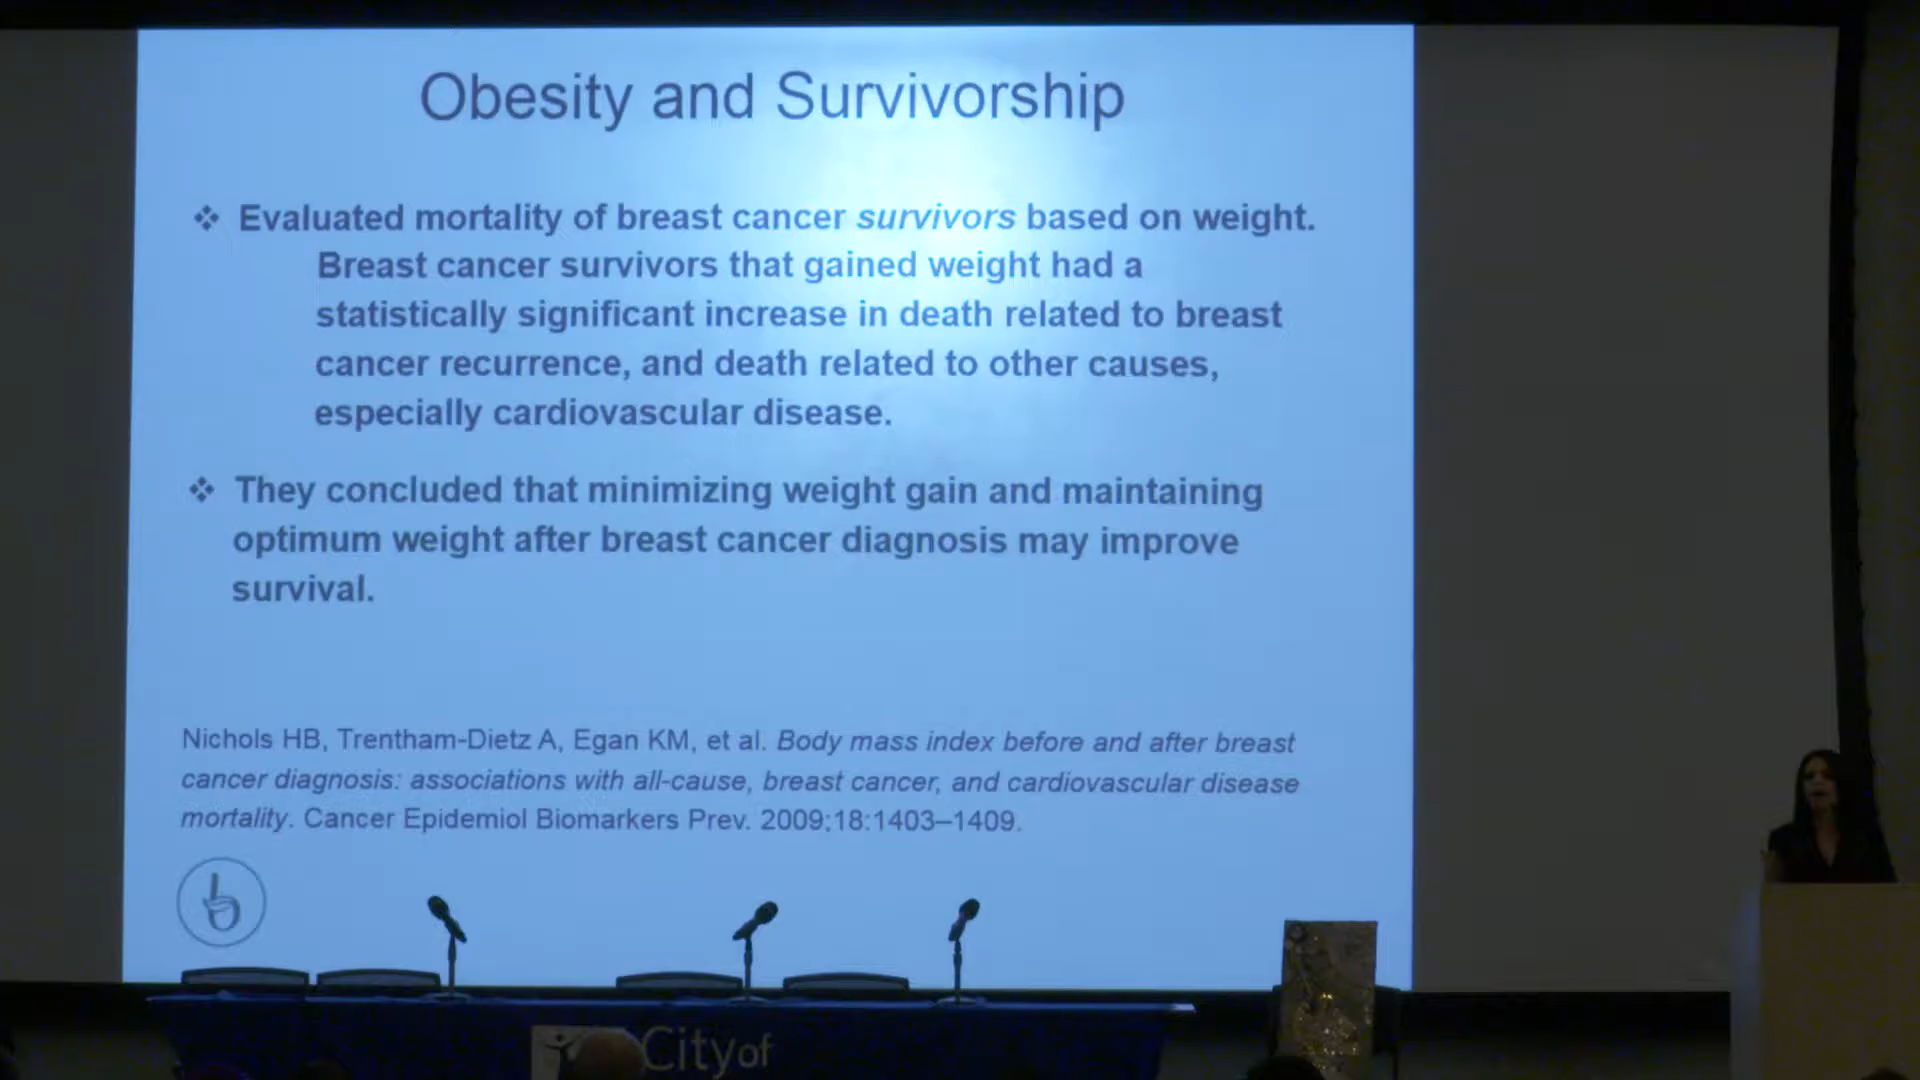 Obesity and Survivorship
❖ Evaluated mortality of breast cancer survivors based on weight.
Breast cancer survivors that gained weight had a
statistically significant increase in death related to breast
cancer recurrence, and death related to other causes,
especially cardiovascular disease.
❖ They concluded that minimizing weight gain and maintaining
optimum weight after breast cancer diagnosis may improve
survival.
Nichols HB, Trentham-Dietz A, Egan KM, et al. Body mass index before and after breast
cancer diagnosis: associations with all-cause, breast cancer, and cardiovascular disease
mortality. Cancer Epidemiol Biomarkers Prev. 2009;18:1403–1409.
City of